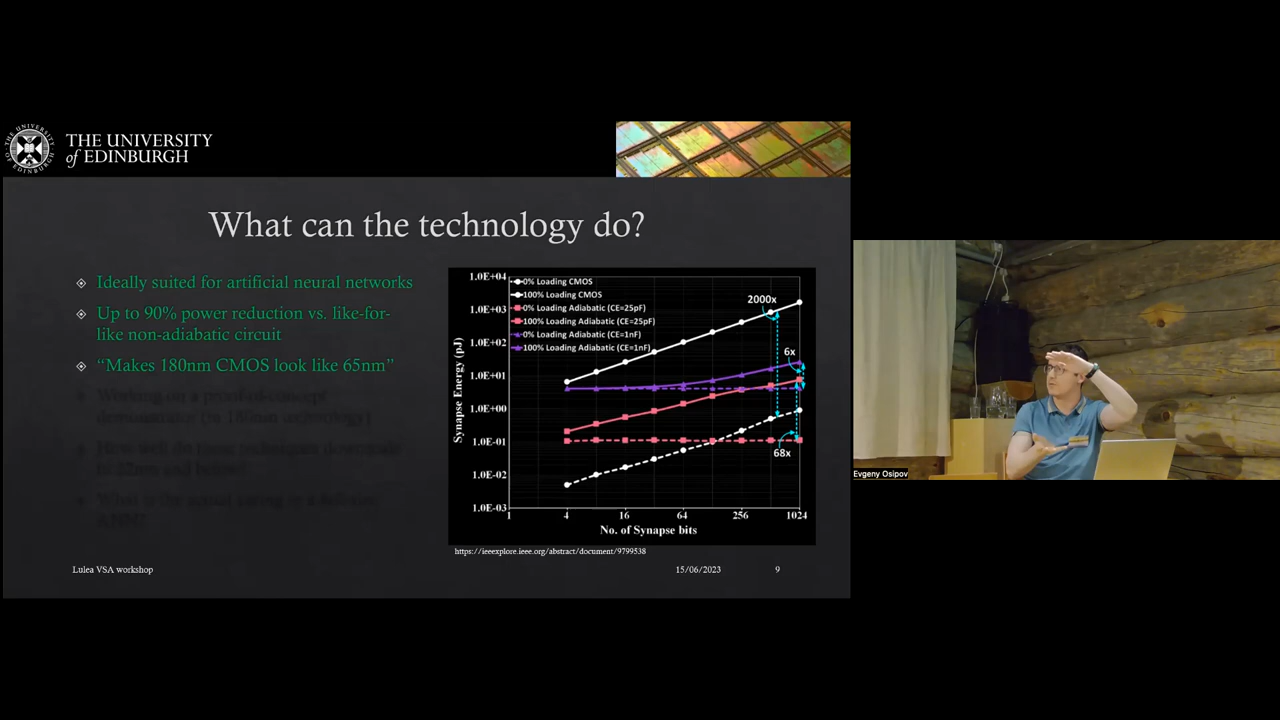 THE UNIVERSITY
of EDINBURGH
What can the technology do?
Ideally suited for artificial neural networks
Up to 90% power reduction vs. like-for-
like non-adiabatic circuit
“Makes 180nm CMOS look like 65nm”
1.0E+04
1.0E+03
1.0E+02
1.0E+01
1.0E+00
1.0E-01
1.0E-02
1.0E-03
Synapse Energy (pJ)
0% Loading CMOS
100% Loading CMOS
0% Loading Adiabatic (CE=25pF)
100% Loading Adiabatic (CE=25pF)
0% Loading Adiabatic (CE=1nF)
100% Loading Adiabatic (CE=1nF)
2000x
6x
68x
1 4 16 64 256 1024
No. of Synapse bits
https://ieeexplore.ieee.org/abstract/document/9799538
Lulea VSA workshop
15/06/2023
9
Evgeny Osipov